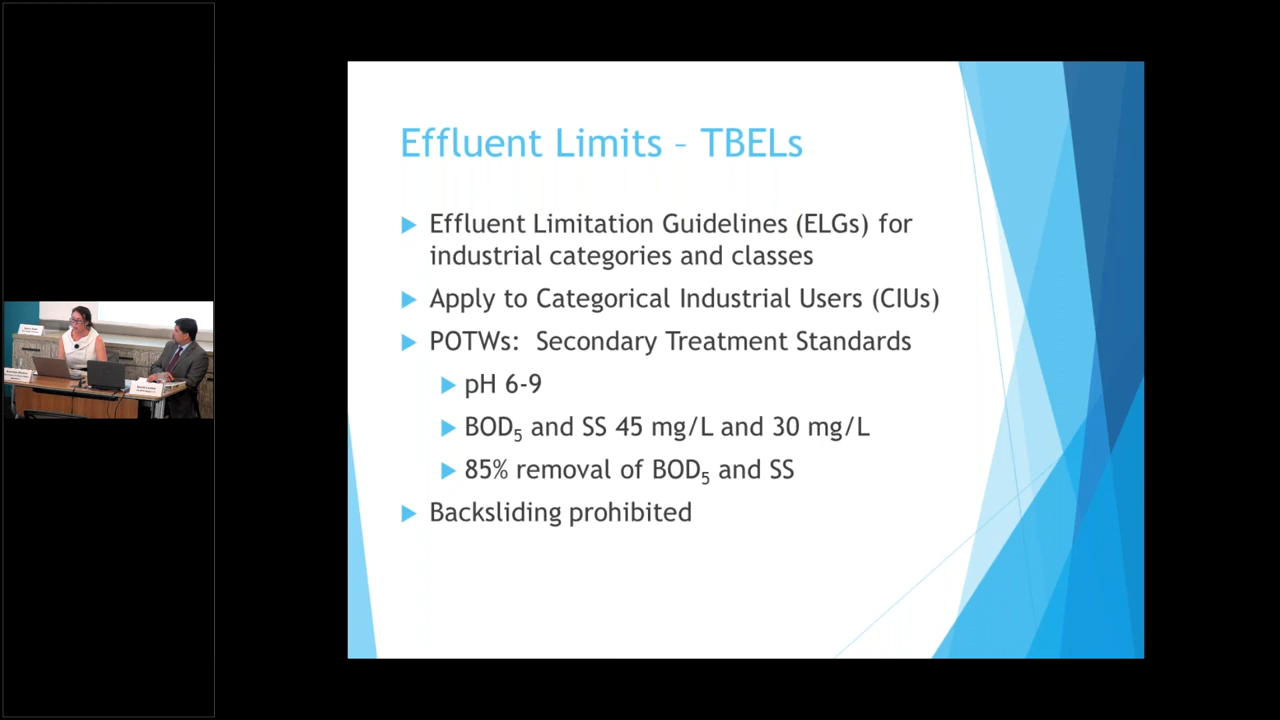 Effluent Limits – TBELs
Effluent Limitation Guidelines (ELGs) for
industrial categories and classes
Apply to Categorical Industrial Users (CIUs)
POTWs: Secondary Treatment Standards
pH 6-9
BOD₅ and SS 45 mg/L and 30 mg/L
85% removal of BOD₅ and SS
Backsliding prohibited